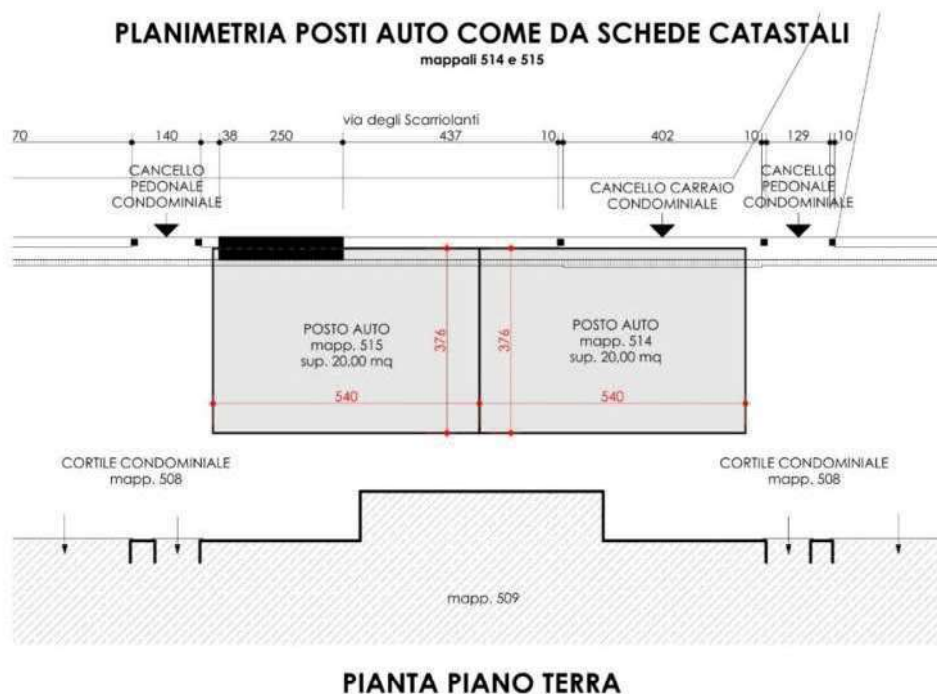 PLANIMETRIA POSTI AUTO COME DA SCHEDE CATASTALI
mappali 514 e 515
via degli Scarriolanti
70 140 38 250 437 10 402 10 129 10
CANCELLO
PEDONALE
CONDOMINIALE
CANCELLO CARRAIO
CONDOMINIALE
CANCELLO
PEDONALE
CONDOMINIALE
POSTO AUTO
mapp. 515
sup. 20,00 mq
376
376
POSTO AUTO
mapp. 514
sup. 20,00 mq
540
540
CORTILE CONDOMINIALE
mapp. 508
CORTILE CONDOMINIALE
mapp. 508
mapp. 509
PIANTA PIANO TERRA